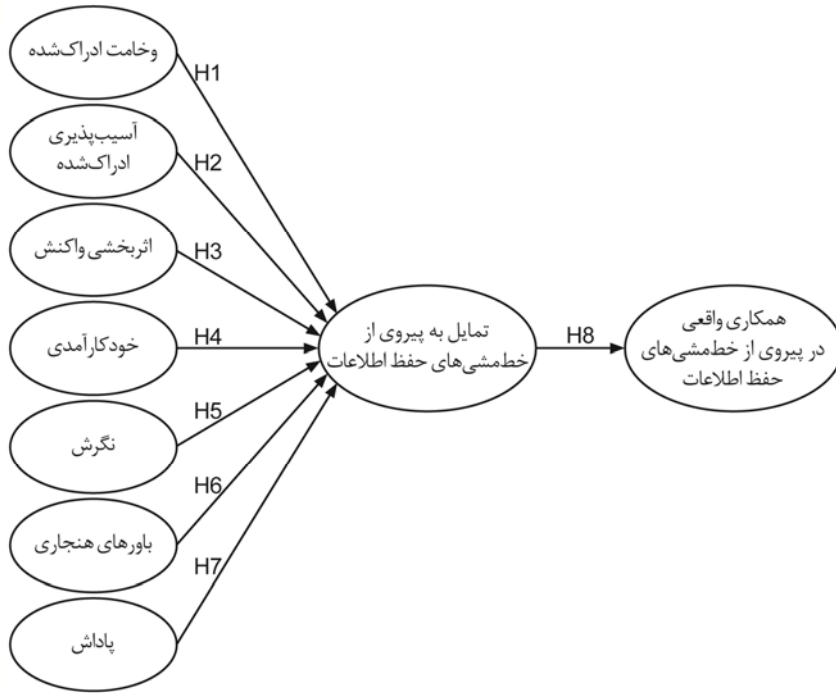 وخامت ادراک‌شده
H1
آسیب‌پذیری
ادراک‌شده
H2
اثربخشی واکنش
H3
خودکارآمدی
H4
نگرش
H5
باورهای هنجاری
H6
پاداش
H7
تمایل به پیروی از
خط‌مشی‌های حفظ اطلاعات
H8
همکاری واقعی
در پیروی از خط‌مشی‌های
حفظ اطلاعات